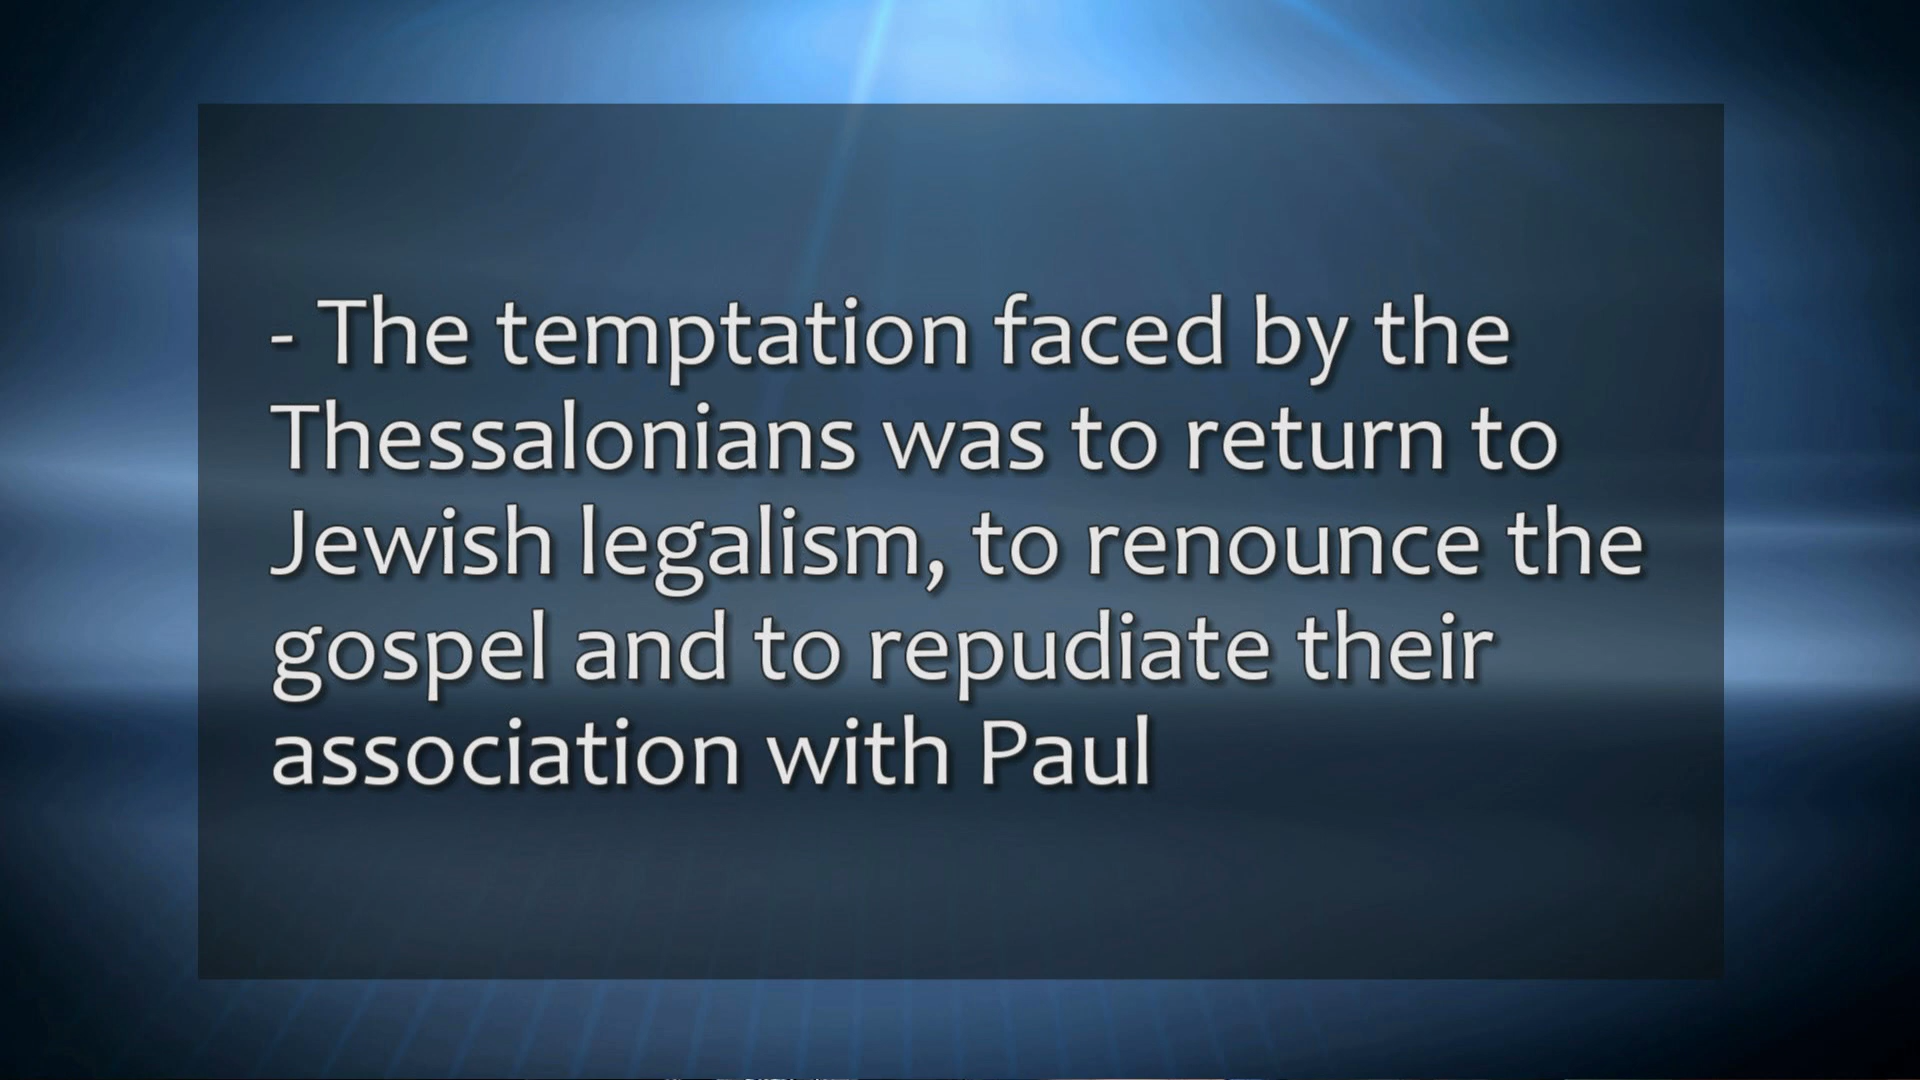 - The temptation faced by the
Thessalonians was to return to
Jewish legalism, to renounce the
gospel and to repudiate their
association with Paul